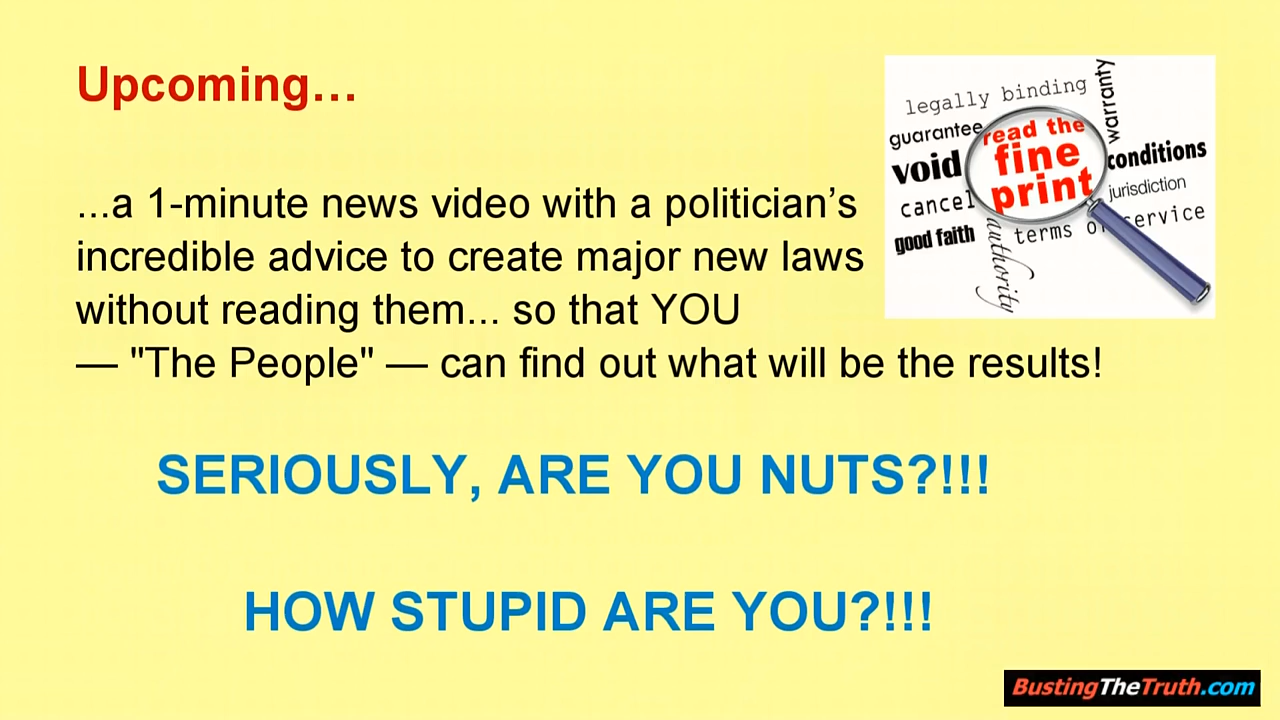 Upcoming…
...a 1-minute news video with a politician’s
incredible advice to create major new laws
without reading them... so that YOU
— "The People" — can find out what will be the results!
legally binding
warranty
guarantee
read the
void
fine
conditions
print
jurisdiction
cancel
service
good faith
terms of
authority
SERIOUSLY, ARE YOU NUTS?!!!
HOW STUPID ARE YOU?!!!
BustingTheTruth.com